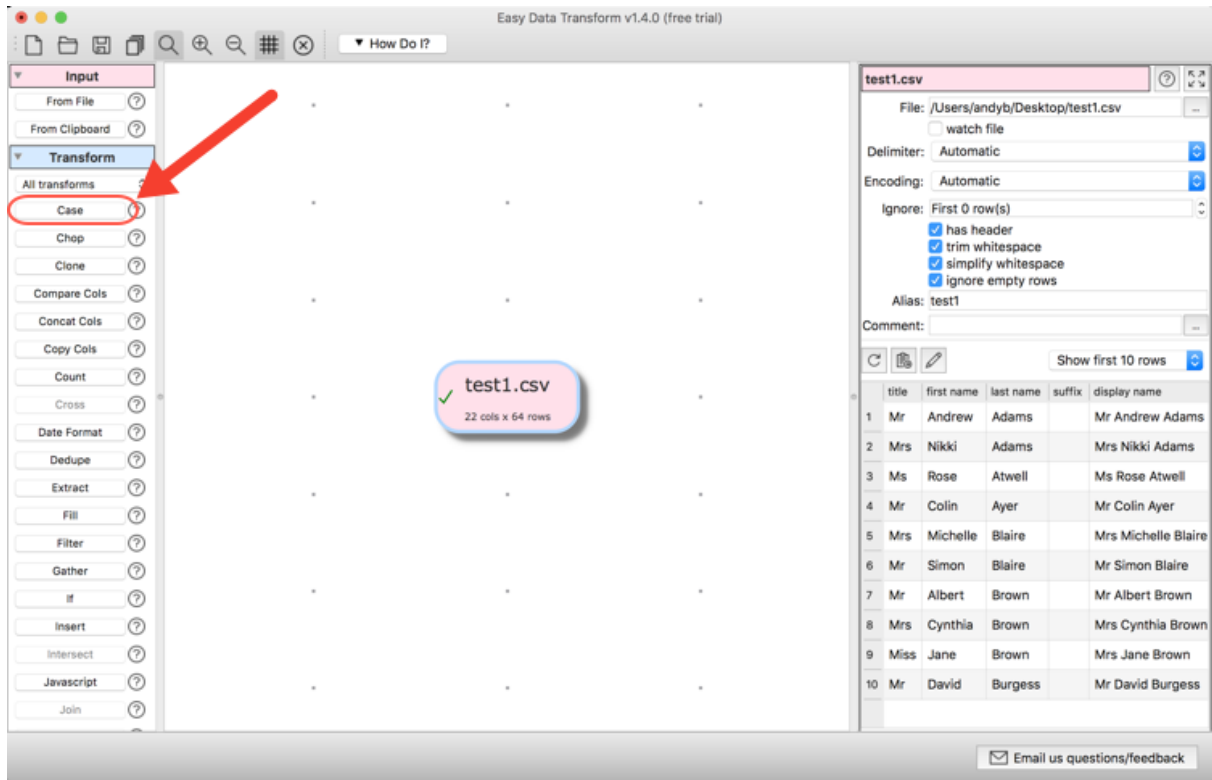 Easy Data Transform v1.4.0 (free trial)
▼ How Do I?
Input
From File
From Clipboard
Transform
All transforms
Case
Chop
Clone
Compare Cols
Concat Cols
Copy Cols
Count
Cross
Date Format
Dedupe
Extract
Fill
Filter
Gather
If
Insert
Intersect
Javascript
Join
test1.csv
22 cols x 64 rows
test1.csv
File: /Users/andyb/Desktop/test1.csv ...
watch file
Delimiter: Automatic
Encoding: Automatic
Ignore: First 0 row(s)
has header
trim whitespace
simplify whitespace
ignore empty rows
Alias: test1
Comment: ...
Show first 10 rows
title first name last name suffix display name
1 Mr Andrew Adams Mr Andrew Adams
2 Mrs Nikki Adams Mrs Nikki Adams
3 Ms Rose Atwell Ms Rose Atwell
4 Mr Colin Ayer Mr Colin Ayer
5 Mrs Michelle Blaire Mrs Michelle Blaire
6 Mr Simon Blaire Mr Simon Blaire
7 Mr Albert Brown Mr Albert Brown
8 Mrs Cynthia Brown Mrs Cynthia Brown
9 Miss Jane Brown Mrs Jane Brown
10 Mr David Burgess Mr David Burgess
Email us questions/feedback